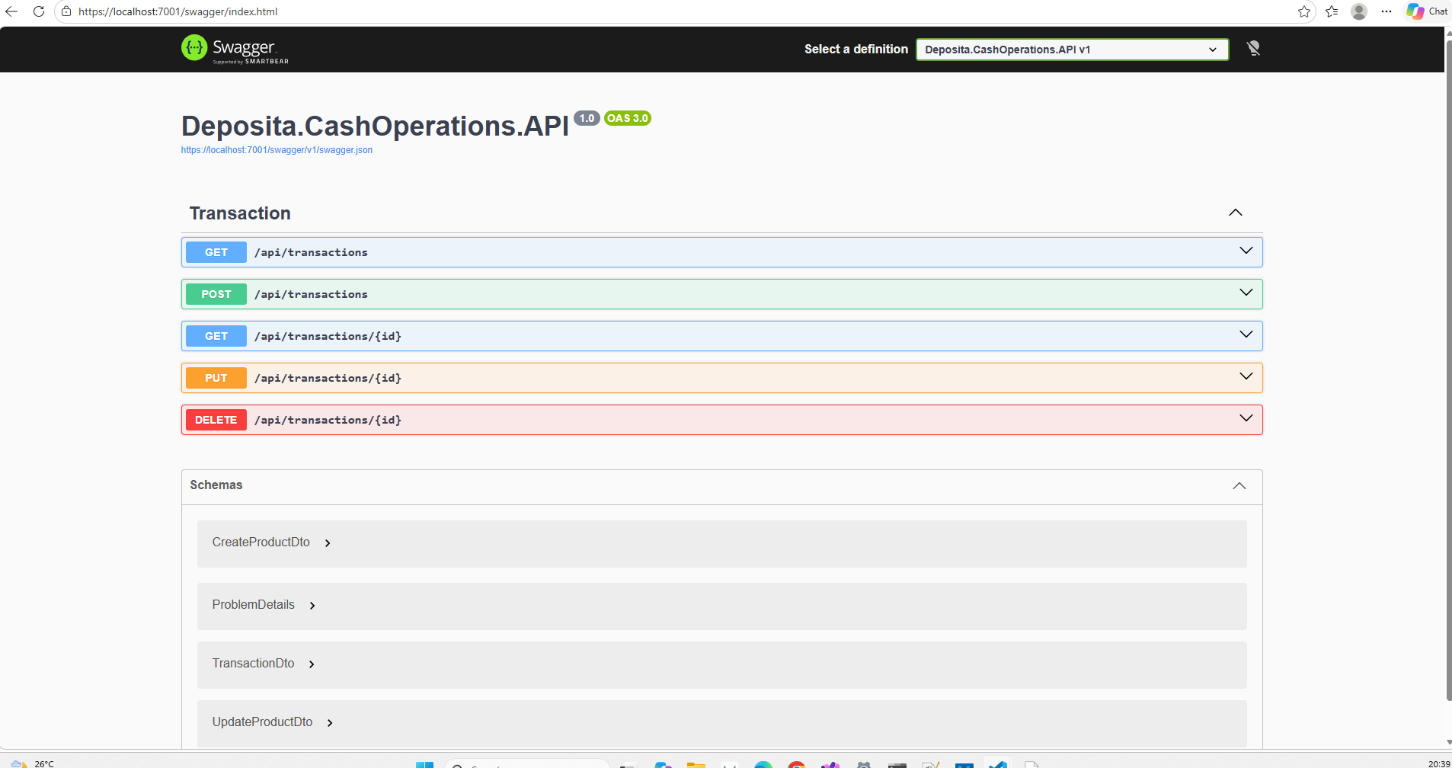 https://localhost:7001/swagger/index.html
Chat
Swagger
Supported by SMARTBEAR
Select a definition
Deposita.CashOperations.API v1
Deposita.CashOperations.API 1.0 OAS 3.0
https://localhost:7001/swagger/v1/swagger.json
Transaction
GET /api/transactions
POST /api/transactions
GET /api/transactions/{id}
PUT /api/transactions/{id}
DELETE /api/transactions/{id}
Schemas
CreateProductDto
ProblemDetails
TransactionDto
UpdateProductDto
26°C
20:39